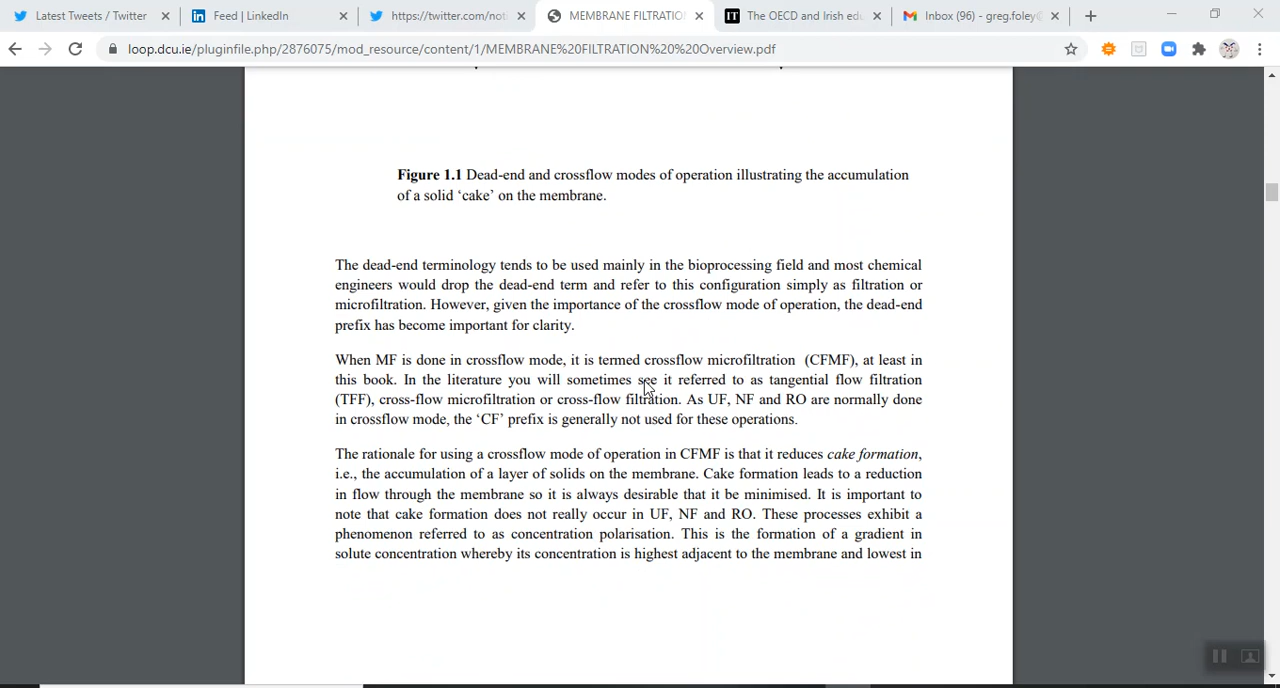 Latest Tweets / Twitter
Feed | LinkedIn
https://twitter.com/noti
MEMBRANE FILTRATIO
The OECD and Irish edu
Inbox (96) - greg.foley@
loop.dcu.ie/pluginfile.php/2876075/mod_resource/content/1/MEMBRANE%20FILTRATION%20%20Overview.pdf
Figure 1.1 Dead-end and crossflow modes of operation illustrating the accumulation
of a solid ‘cake’ on the membrane.
The dead-end terminology tends to be used mainly in the bioprocessing field and most chemical
engineers would drop the dead-end term and refer to this configuration simply as filtration or
microfiltration. However, given the importance of the crossflow mode of operation, the dead-end
prefix has become important for clarity.
When MF is done in crossflow mode, it is termed crossflow microfiltration (CFMF), at least in
this book. In the literature you will sometimes see it referred to as tangential flow filtration
(TFF), cross-flow microfiltration or cross-flow filtration. As UF, NF and RO are normally done
in crossflow mode, the ‘CF’ prefix is generally not used for these operations.
The rationale for using a crossflow mode of operation in CFMF is that it reduces cake formation,
i.e., the accumulation of a layer of solids on the membrane. Cake formation leads to a reduction
in flow through the membrane so it is always desirable that it be minimised. It is important to
note that cake formation does not really occur in UF, NF and RO. These processes exhibit a
phenomenon referred to as concentration polarisation. This is the formation of a gradient in
solute concentration whereby its concentration is highest adjacent to the membrane and lowest in